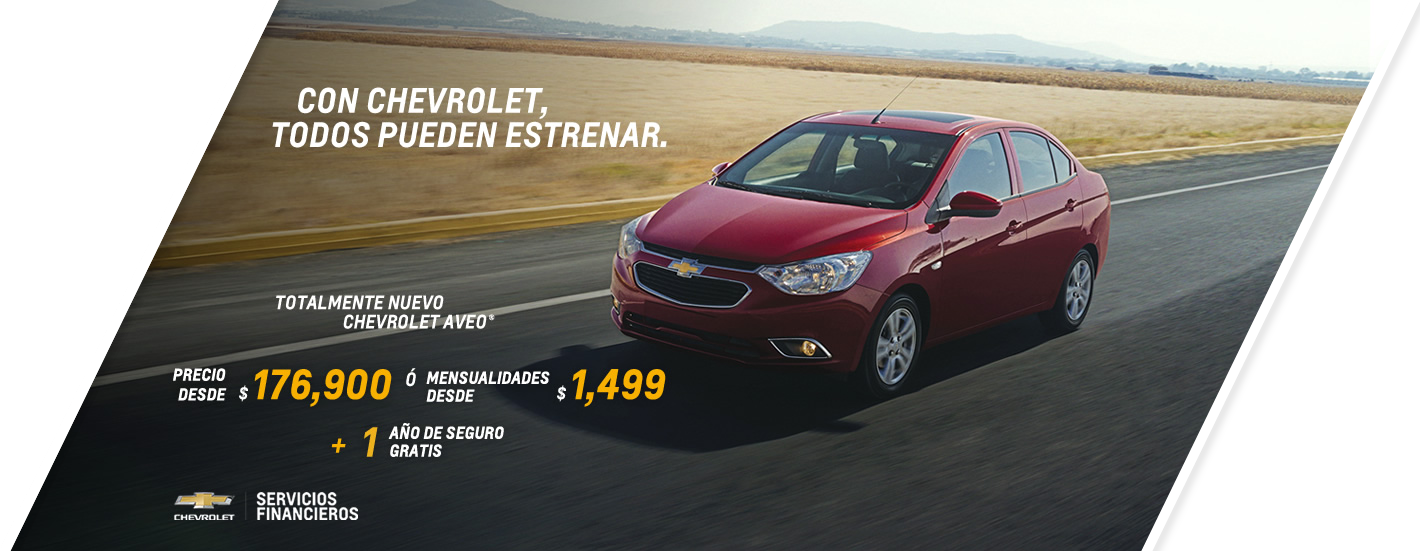 CON CHEVROLET,
TODOS PUEDEN ESTRENAR.
TOTALMENTE NUEVO
CHEVROLET AVEO®
PRECIO DESDE $176,900 Ó MENSUALIDADES DESDE $1,499
+ 1 AÑO DE SEGURO GRATIS
CHEVROLET
SERVICIOS
FINANCIEROS